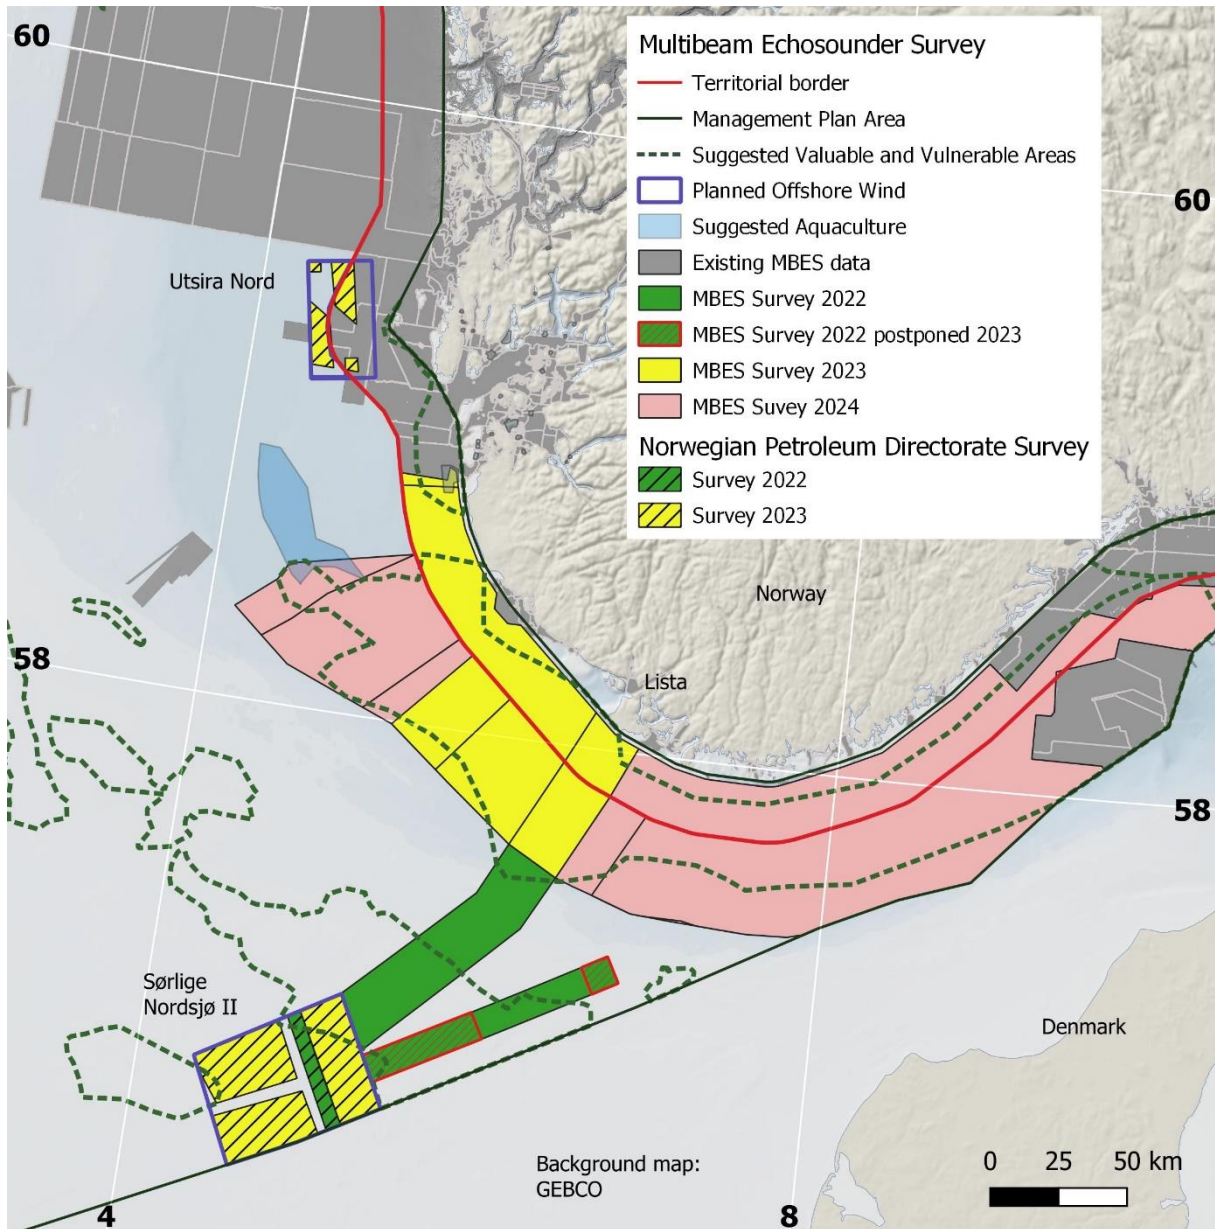 60
Multibeam Echosounder Survey
Territorial border
Management Plan Area
Suggested Valuable and Vulnerable Areas
Planned Offshore Wind
Suggested Aquaculture
Existing MBES data
MBES Survey 2022
MBES Survey 2022 postponed 2023
MBES Survey 2023
MBES Suvey 2024
Norwegian Petroleum Directorate Survey
Survey 2022
Survey 2023
60
Utsira Nord
Norway
58
Lista
58
Sørlige
Nordsjø II
Denmark
Background map:
GEBCO
0 25 50 km
4
8